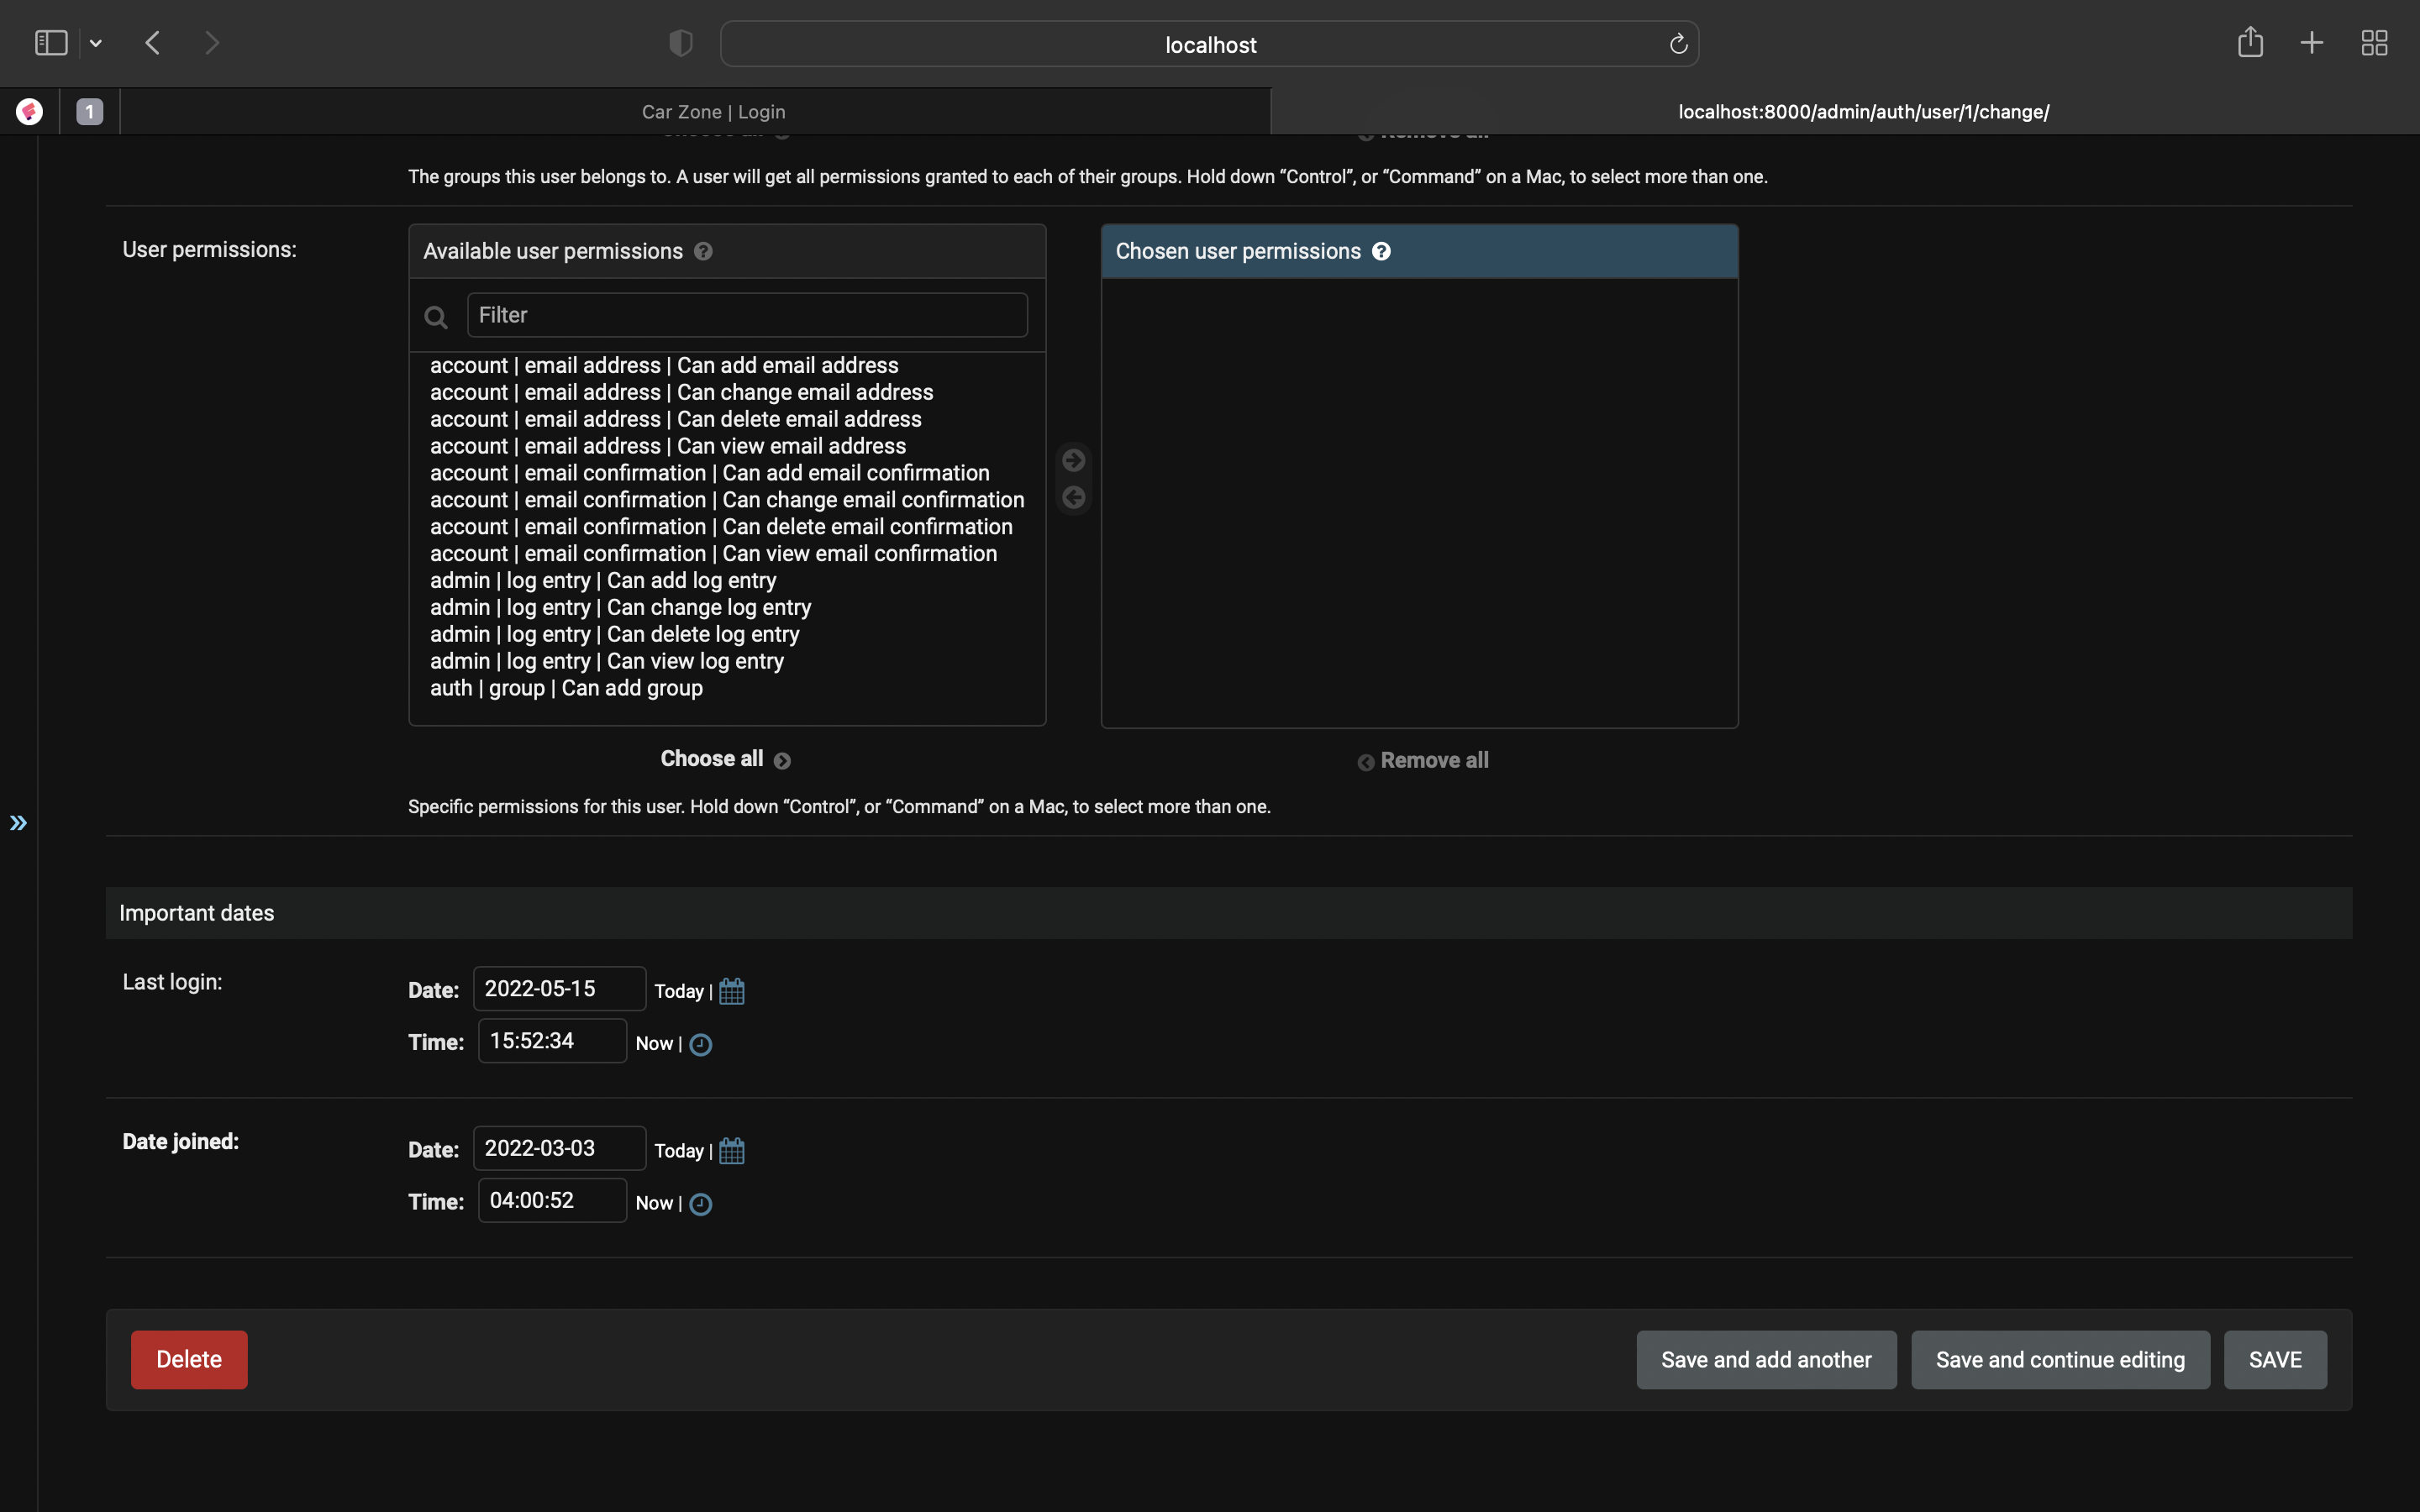 localhost
1
Car Zone | Login
localhost:8000/admin/auth/user/1/change/
The groups this user belongs to. A user will get all permissions granted to each of their groups. Hold down “Control”, or “Command” on a Mac, to select more than one.
User permissions:
Available user permissions ?
Chosen user permissions ?
Filter
account | email address | Can add email address
account | email address | Can change email address
account | email address | Can delete email address
account | email address | Can view email address
account | email confirmation | Can add email confirmation
account | email confirmation | Can change email confirmation
account | email confirmation | Can delete email confirmation
account | email confirmation | Can view email confirmation
admin | log entry | Can add log entry
admin | log entry | Can change log entry
admin | log entry | Can delete log entry
admin | log entry | Can view log entry
auth | group | Can add group
Choose all
Remove all
Specific permissions for this user. Hold down “Control”, or “Command” on a Mac, to select more than one.
Important dates
Last login:
Date: 2022-05-15 Today |
Time: 15:52:34 Now |
Date joined:
Date: 2022-03-03 Today |
Time: 04:00:52 Now |
Delete
Save and add another
Save and continue editing
SAVE